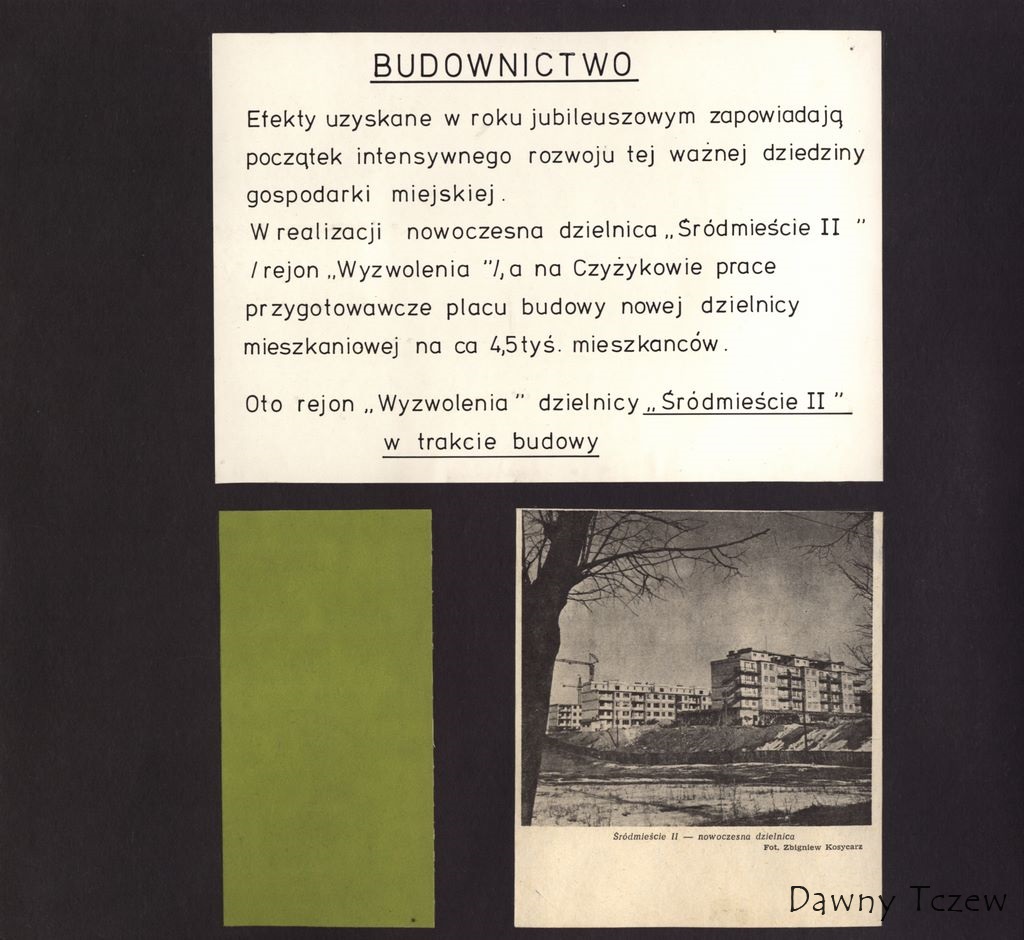 BUDOWNICTWO
Efekty uzyskane w roku jubileuszowym zapowiadają
początek intensywnego rozwoju tej ważnej dziedziny
gospodarki miejskiej.
W realizacji nowoczesna dzielnica „Śródmieście II”
/rejon „Wyzwolenia”/, a na Czyżykowie prace
przygotowawcze placu budowy nowej dzielnicy
mieszkaniowej na ca 4,5 tyś. mieszkanców.
Oto rejon „Wyzwolenia” dzielnicy „Śródmieście II”
w trakcie budowy
Śródmieście II — nowoczesna dzielnica
Fot. Zbigniew Kosycarz
Dawny Tczew